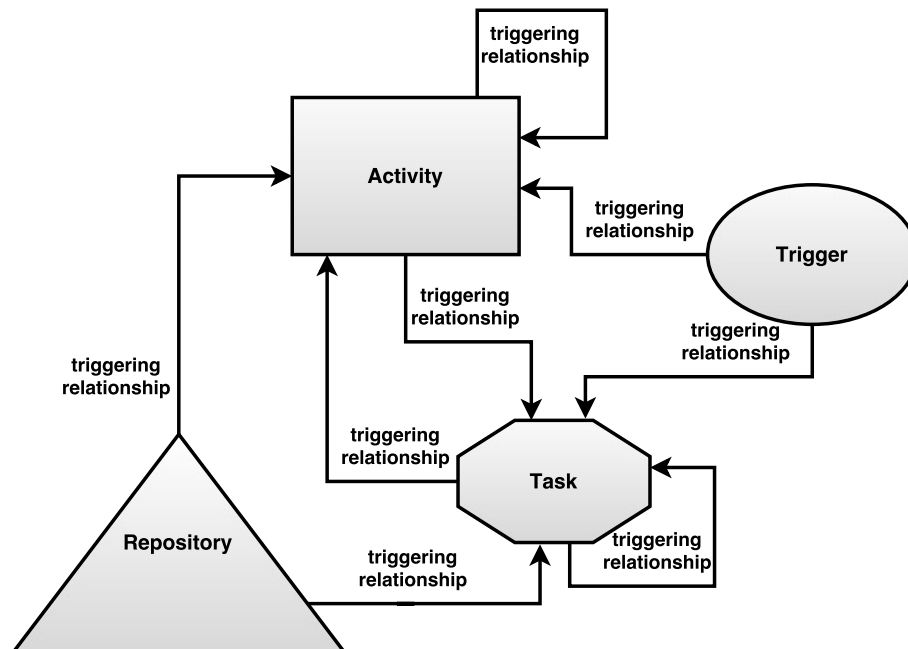 triggering
relationship
Activity
triggering
relationship
Trigger
triggering
relationship
triggering
relationship
triggering
relationship
triggering
relationship
Task
Repository
triggering
relationship
triggering
relationship